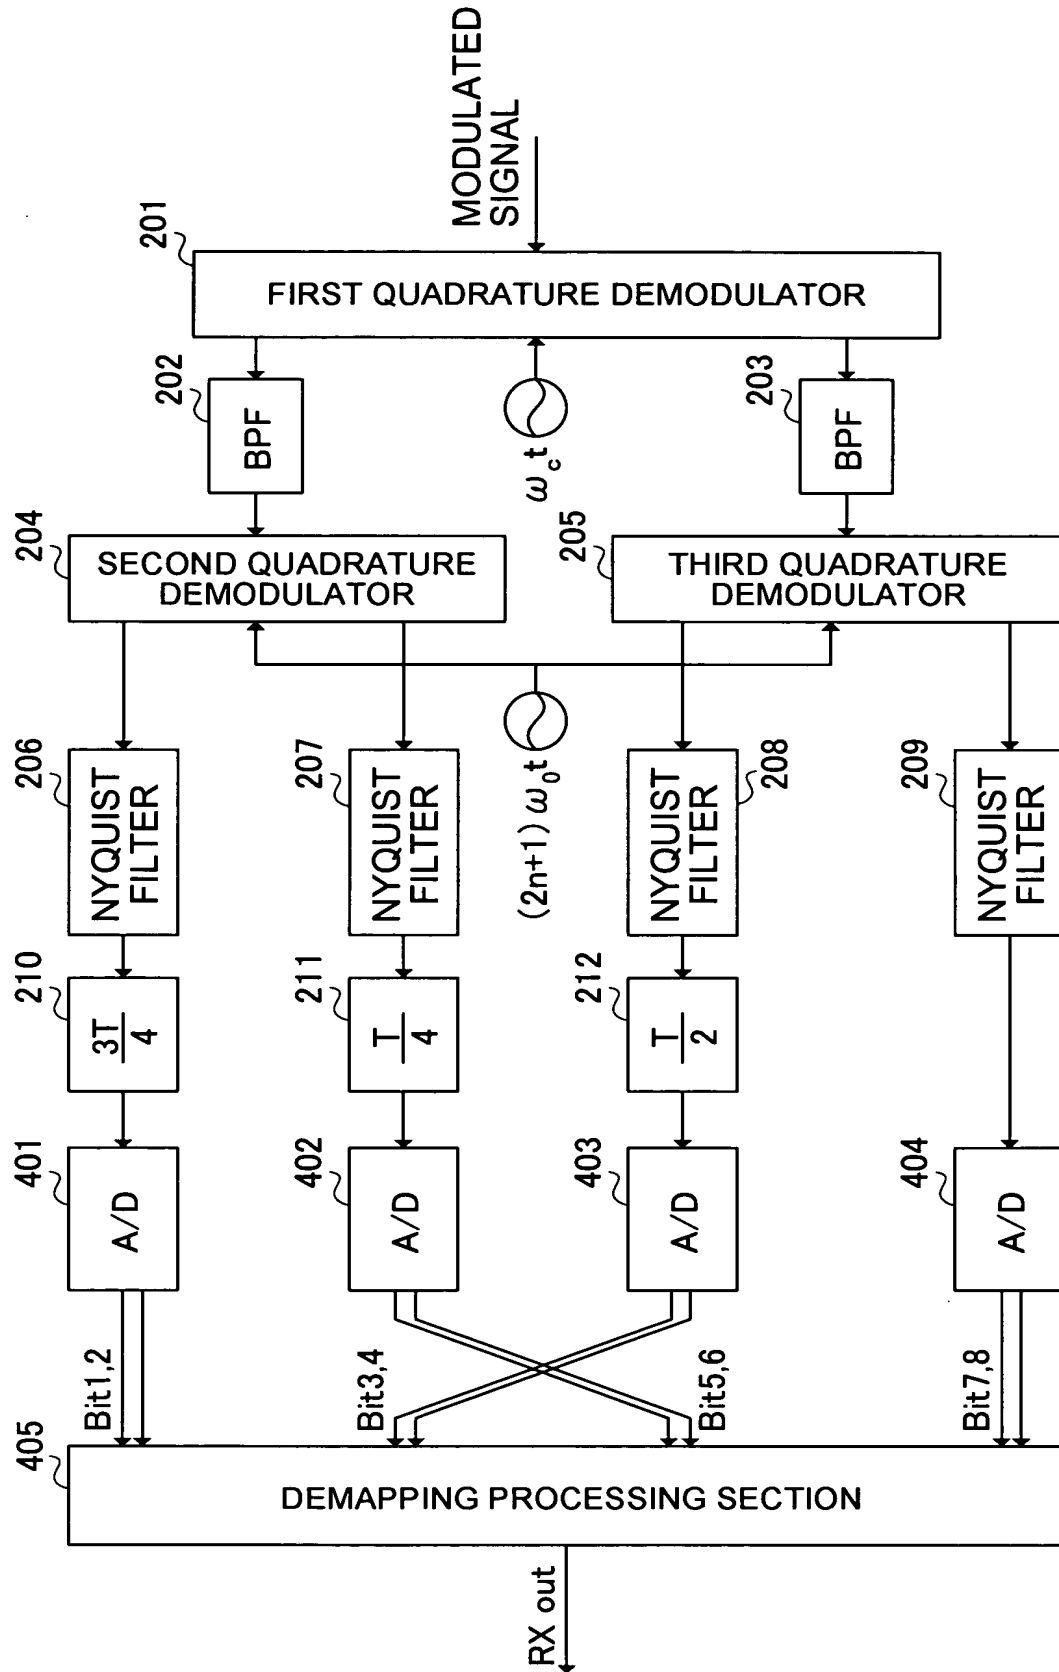 MODULATED
SIGNAL
201
FIRST QUADRATURE DEMODULATOR
202
BPF
203
BPF
ω c t
204
SECOND QUADRATURE
DEMODULATOR
205
THIRD QUADRATURE
DEMODULATOR
206
NYQUIST
FILTER
207
NYQUIST
FILTER
(2n+1) ω 0 t
208
NYQUIST
FILTER
209
NYQUIST
FILTER
210
3T
4
211
T
4
212
T
2
401
A/D
402
A/D
403
A/D
404
A/D
Bit1,2
Bit3,4
Bit5,6
Bit7,8
405
DEMAPPING PROCESSING SECTION
RX out